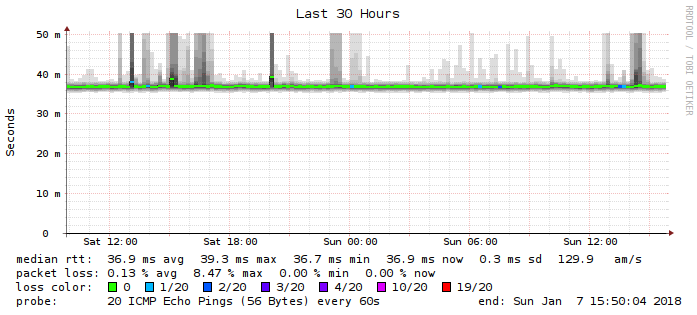 Last 30 Hours
RRDTOOL / TOBI OETIKER
Seconds
50 m
40 m
30 m
20 m
10 m
0
Sat 12:00 Sat 18:00 Sun 00:00 Sun 06:00 Sun 12:00
median rtt: 36.9 ms avg 39.3 ms max 36.7 ms min 36.9 ms now 0.3 ms sd 129.9 am/s
packet loss: 0.13 % avg 8.47 % max 0.00 % min 0.00 % now
loss color: 0 1/20 2/20 3/20 4/20 10/20 19/20
probe: 20 ICMP Echo Pings (56 Bytes) every 60s end: Sun Jan 7 15:50:04 2018